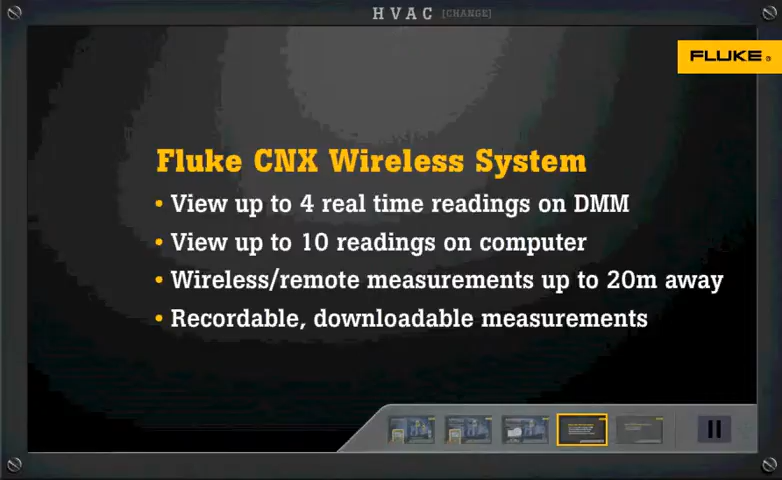 HVAC [CHANGE]
FLUKE®
Fluke CNX Wireless System
• View up to 4 real time readings on DMM
• View up to 10 readings on computer
• Wireless/remote measurements up to 20m away
• Recordable, downloadable measurements